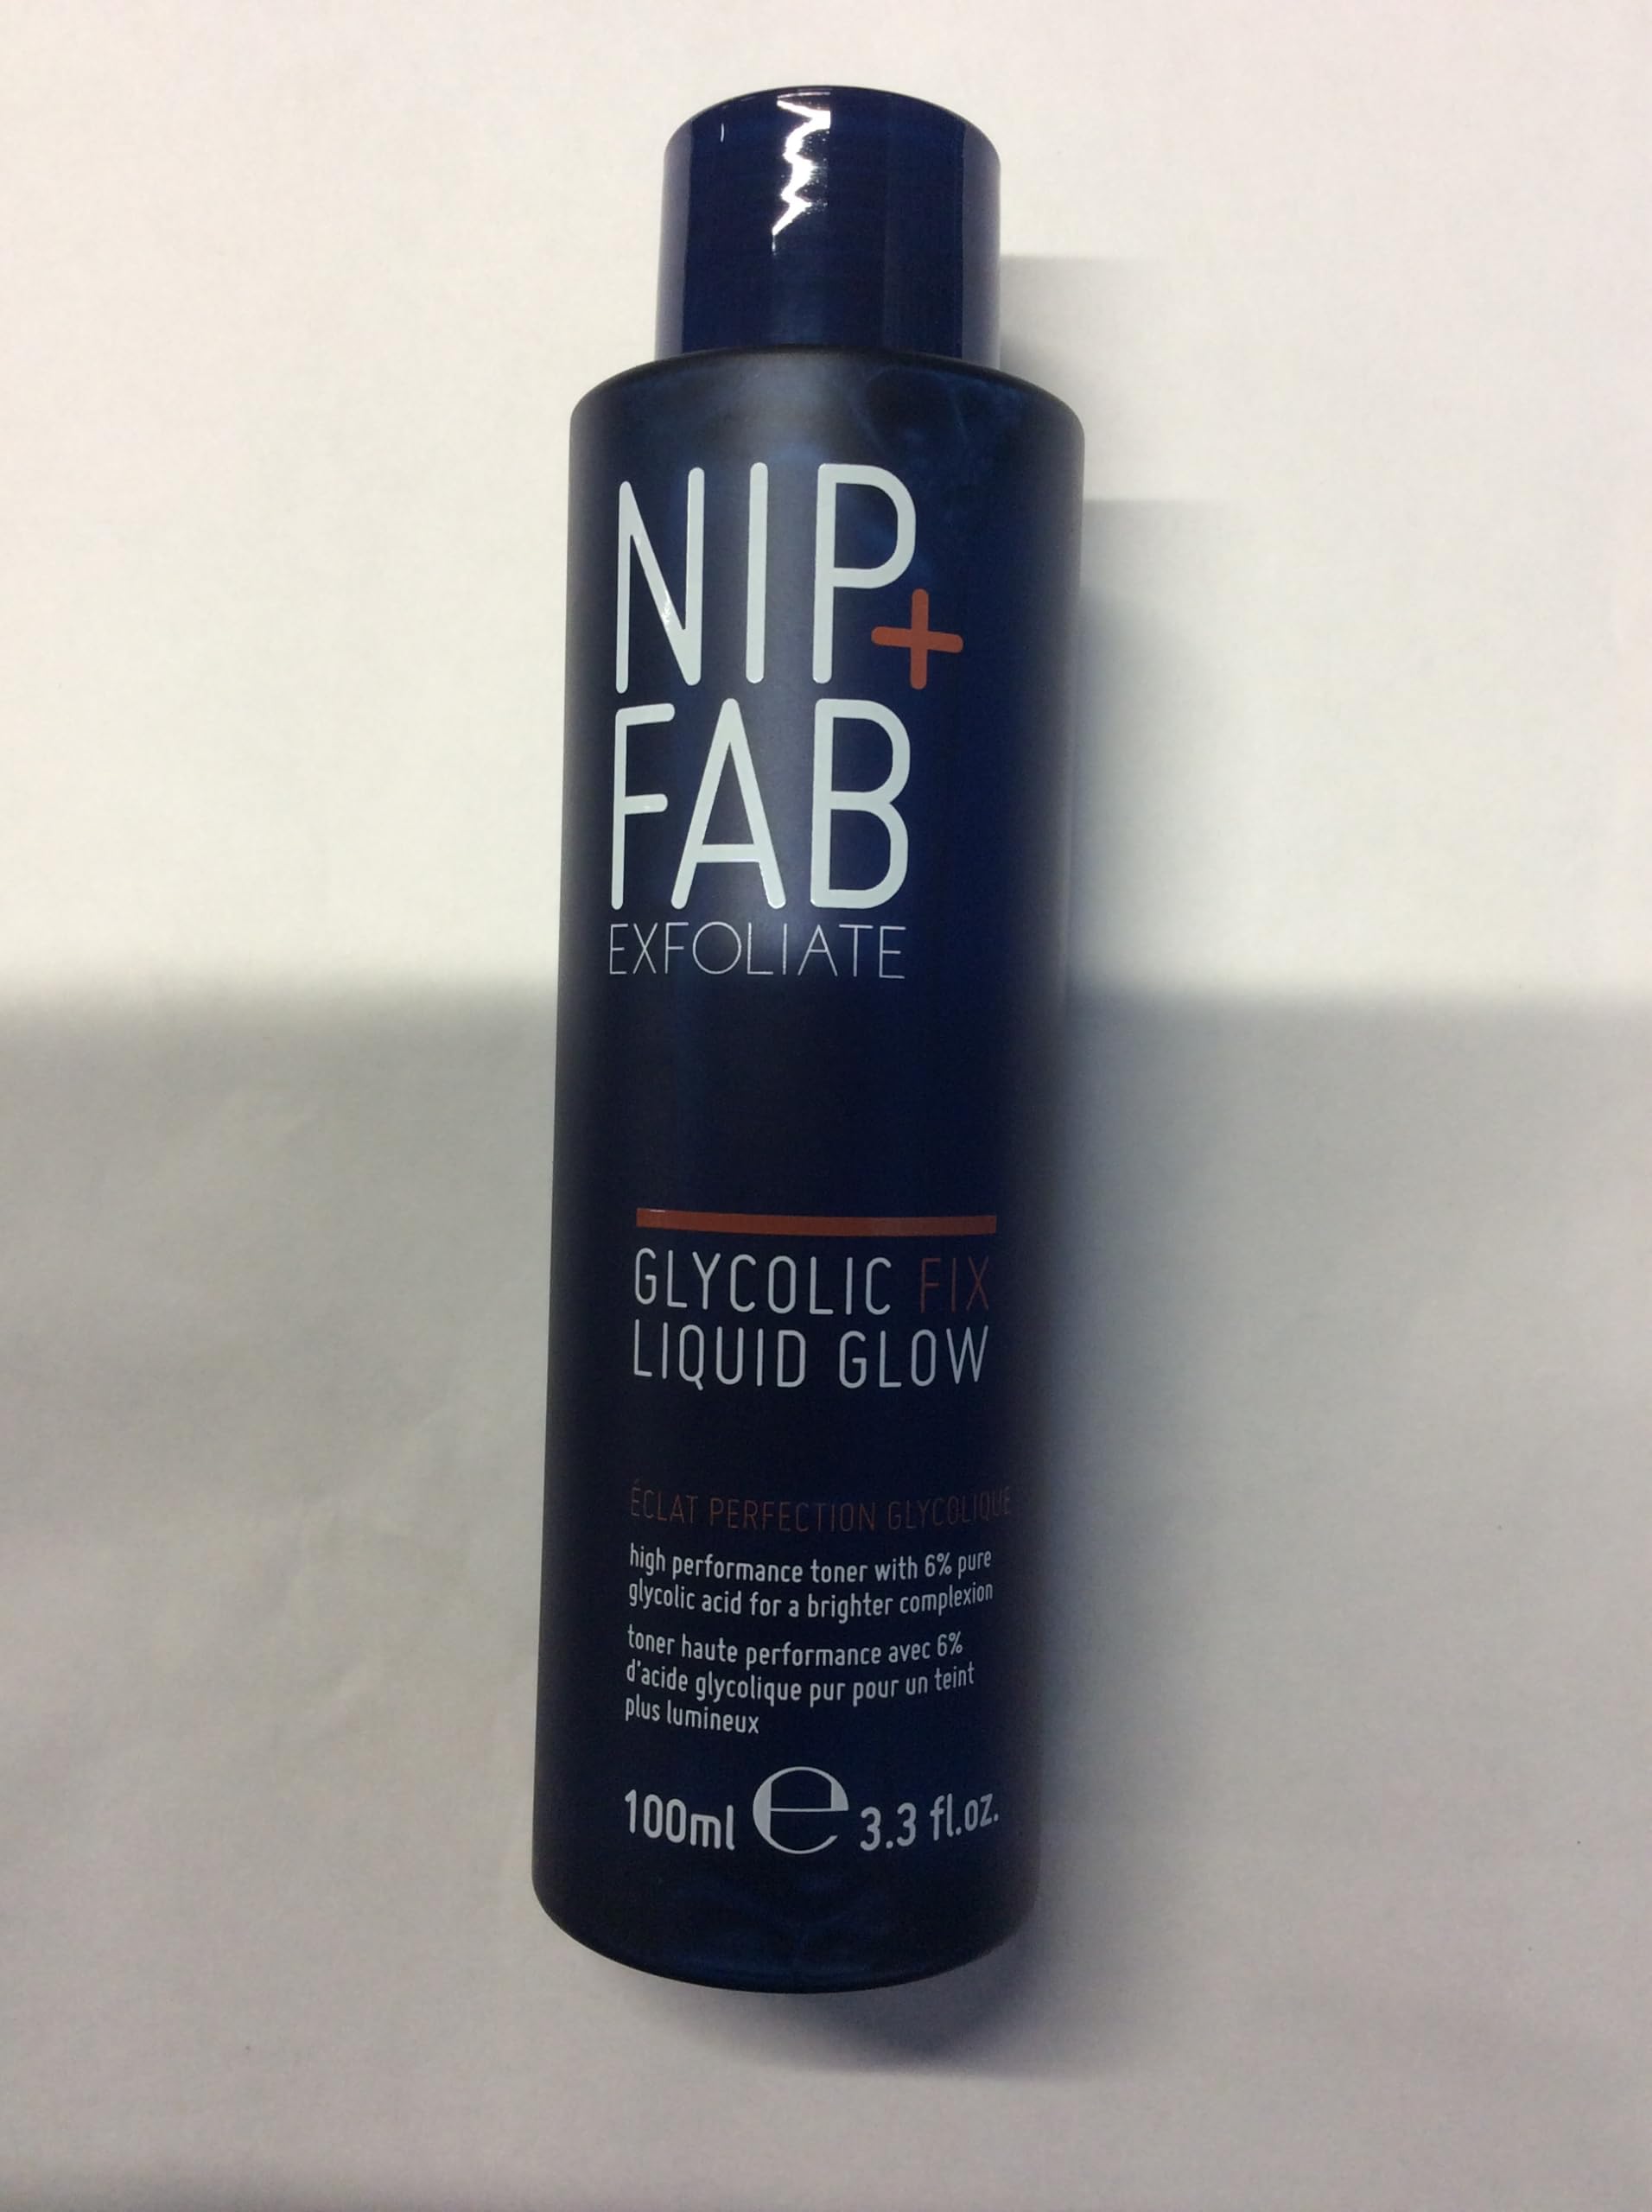 NIP+
FAB
EXFOLIATE
GLYCOLIC FIX
LIQUID GLOW
ÉCLAT PERFECTION GLYCOLIQUE
high performance toner with 6% pure
glycolic acid for a brighter complexion
toner haute performance avec 6%
d'acide glycolique pur pour un teint
plus lumineux
100ml e 3.3 fl.oz.